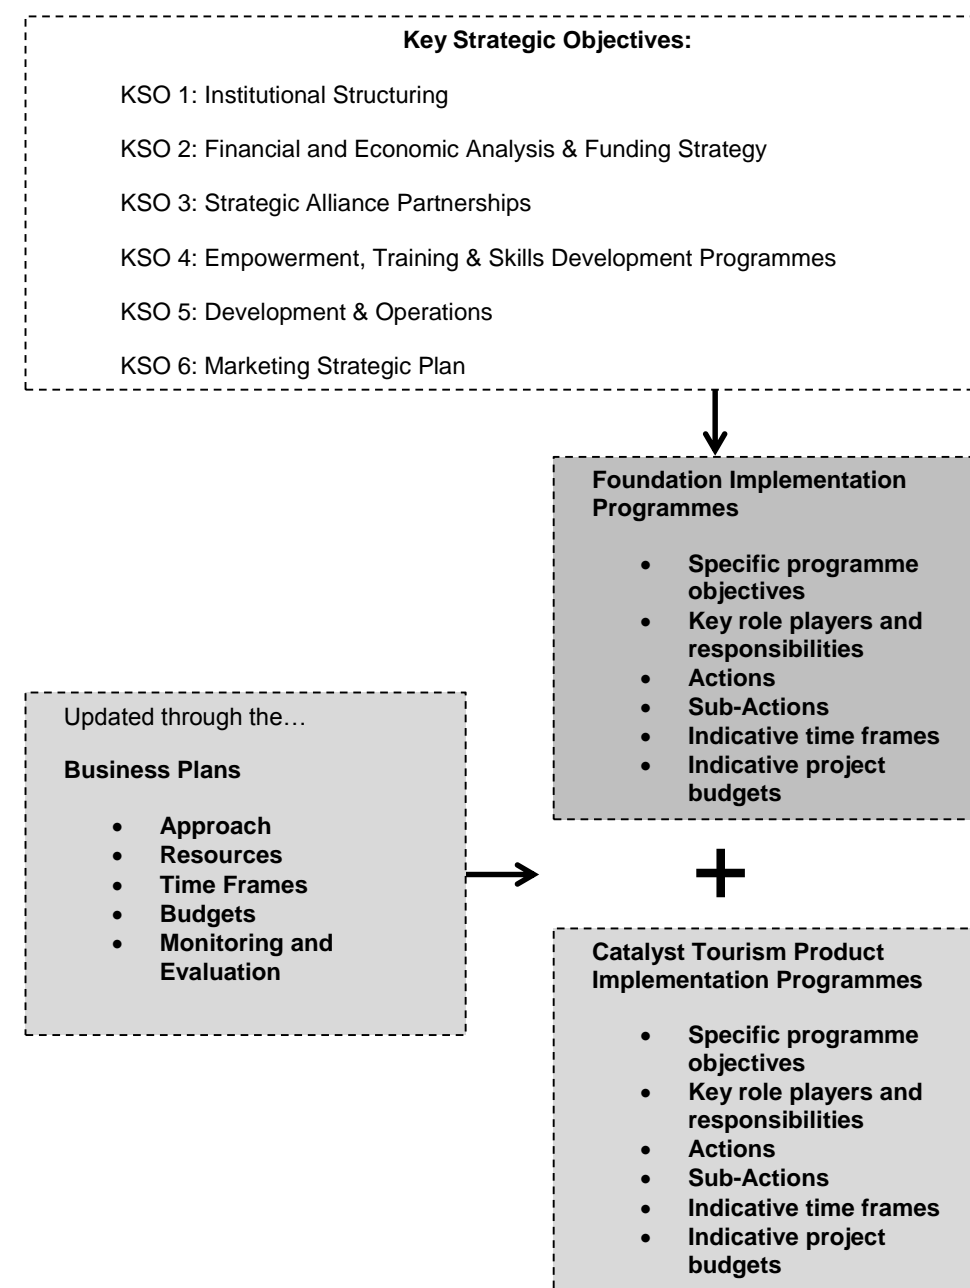 Key Strategic Objectives:
KSO 1: Institutional Structuring
KSO 2: Financial and Economic Analysis & Funding Strategy
KSO 3: Strategic Alliance Partnerships
KSO 4: Empowerment, Training & Skills Development Programmes
KSO 5: Development & Operations
KSO 6: Marketing Strategic Plan
Foundation Implementation
Programmes
• Specific programme
objectives
• Key role players and
responsibilities
• Actions
• Sub-Actions
• Indicative time frames
• Indicative project
budgets
Updated through the…
Business Plans
• Approach
• Resources
• Time Frames
• Budgets
• Monitoring and
Evaluation
+
Catalyst Tourism Product
Implementation Programmes
• Specific programme
objectives
• Key role players and
responsibilities
• Actions
• Sub-Actions
• Indicative time frames
• Indicative project
budgets